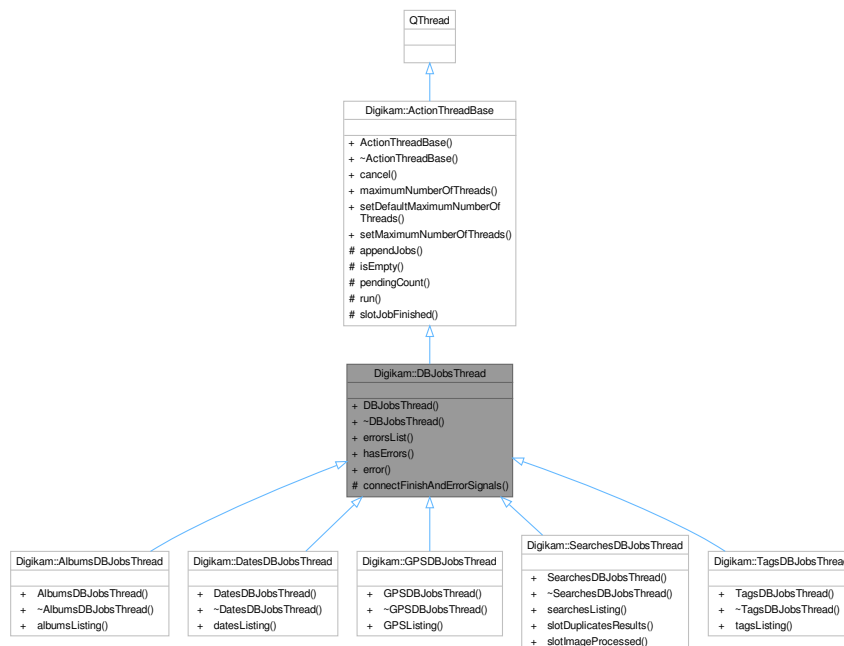 QThread
Digikam::ActionThreadBase
+ ActionThreadBase()
+ ~ActionThreadBase()
+ cancel()
+ maximumNumberOfThreads()
+ setDefaultMaximumNumberOf
Threads()
+ setMaximumNumberOfThreads()
# appendJobs()
# isEmpty()
# pendingCount()
# run()
# slotJobFinished()
Digikam::DBJobsThread
+ DBJobsThread()
+ ~DBJobsThread()
+ errorsList()
+ hasErrors()
+ error()
# connectFinishAndErrorSignals()
Digikam::AlbumsDBJobsThread
+ AlbumsDBJobsThread()
+ ~AlbumsDBJobsThread()
+ albumsListing()
Digikam::DatesDBJobsThread
+ DatesDBJobsThread()
+ ~DatesDBJobsThread()
+ datesListing()
Digikam::GPSDBJobsThread
+ GPSDBJobsThread()
+ ~GPSDBJobsThread()
+ GPSListing()
Digikam::SearchesDBJobsThread
+ SearchesDBJobsThread()
+ ~SearchesDBJobsThread()
+ searchesListing()
+ slotDuplicatesResults()
+ slotImageProcessed()
Digikam::TagsDBJobsThread
+ TagsDBJobsThread()
+ ~TagsDBJobsThread()
+ tagsListing()